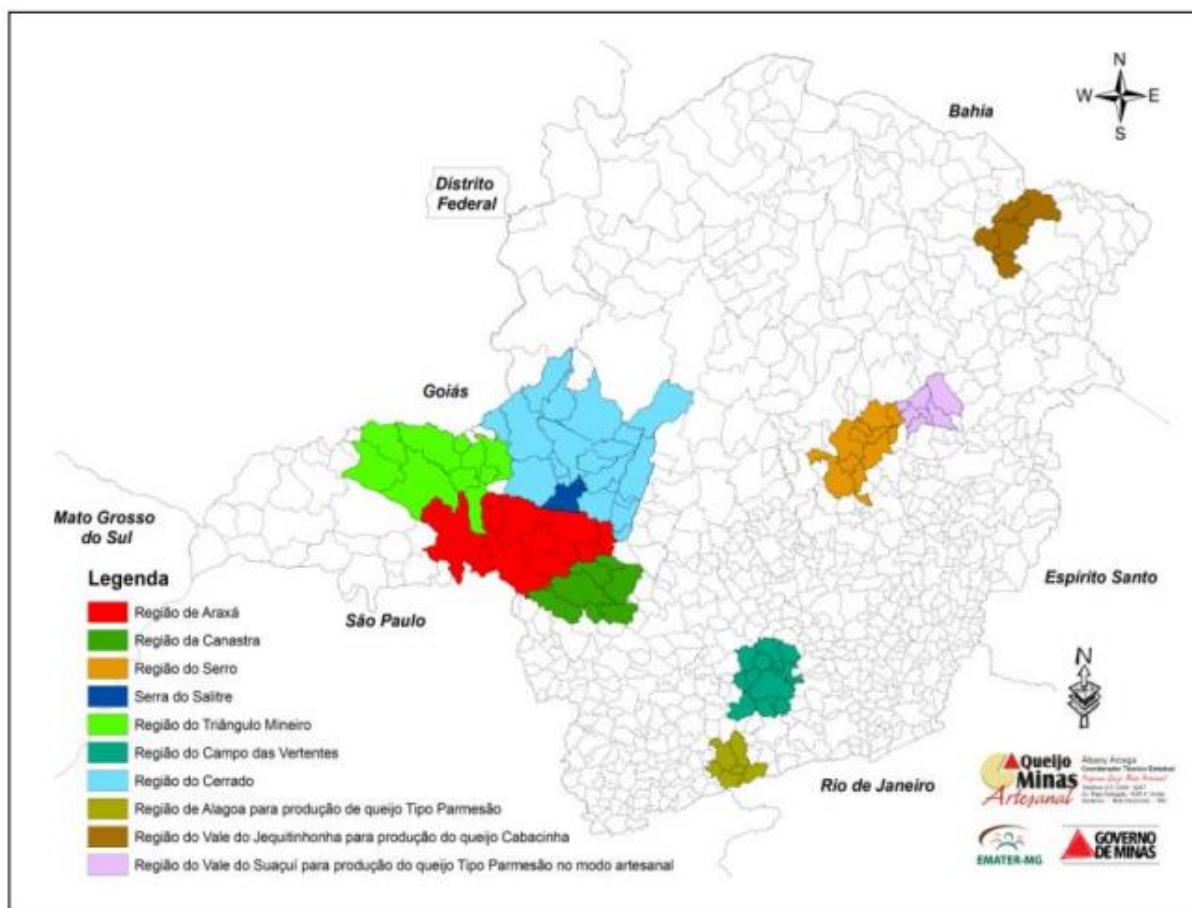 N
W E
S
Bahia
Distrito
Federal
Goiás
Mato Grosso
do Sul
São Paulo
Espírito Santo
Rio de Janeiro
N
Legenda
Região de Araxá
Região da Canastra
Região do Serro
Serra do Salitre
Região do Triângulo Mineiro
Região do Campo das Vertentes
Região do Cerrado
Região de Alagoa para produção de queijo Tipo Parmesão
Região do Vale do Jequitinhonha para produção do queijo Cabacinha
Região do Vale do Suaçuí para produção do queijo Tipo Parmesão no modo artesanal
Queijo
Minas
Artesanal
Coordenador Técnico Estadual
EMATER-MG
GOVERNO
DE MINAS